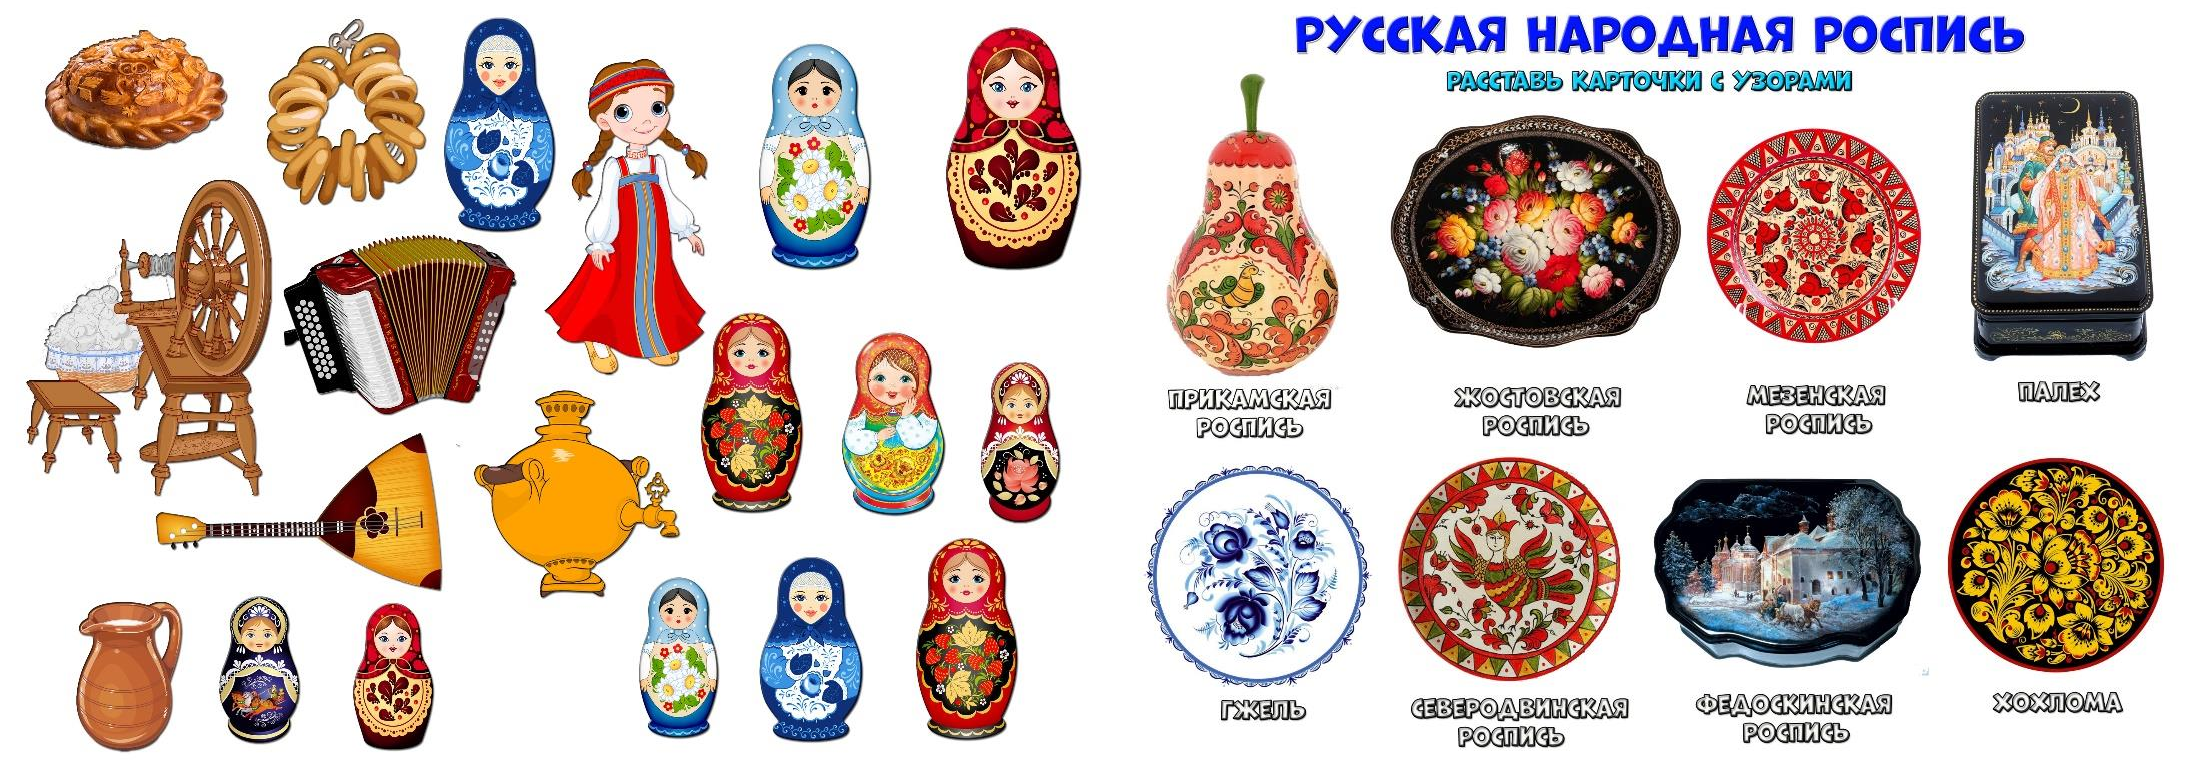 РУССКАЯ НАРОДНАЯ РОСПИСЬ
РАССТАВЬ КАРТОЧКИ С УЗОРАМИ
ПРИКАМСКАЯ
РОСПИСЬ
ЖОСТОВСКАЯ
РОСПИСЬ
МЕЗЕНСКАЯ
РОСПИСЬ
ПАЛЕХ
ГЖЕЛЬ
СЕВЕРОДВИНСКАЯ
РОСПИСЬ
ФЕДОСКИНСКАЯ
РОСПИСЬ
ХОХЛОМА